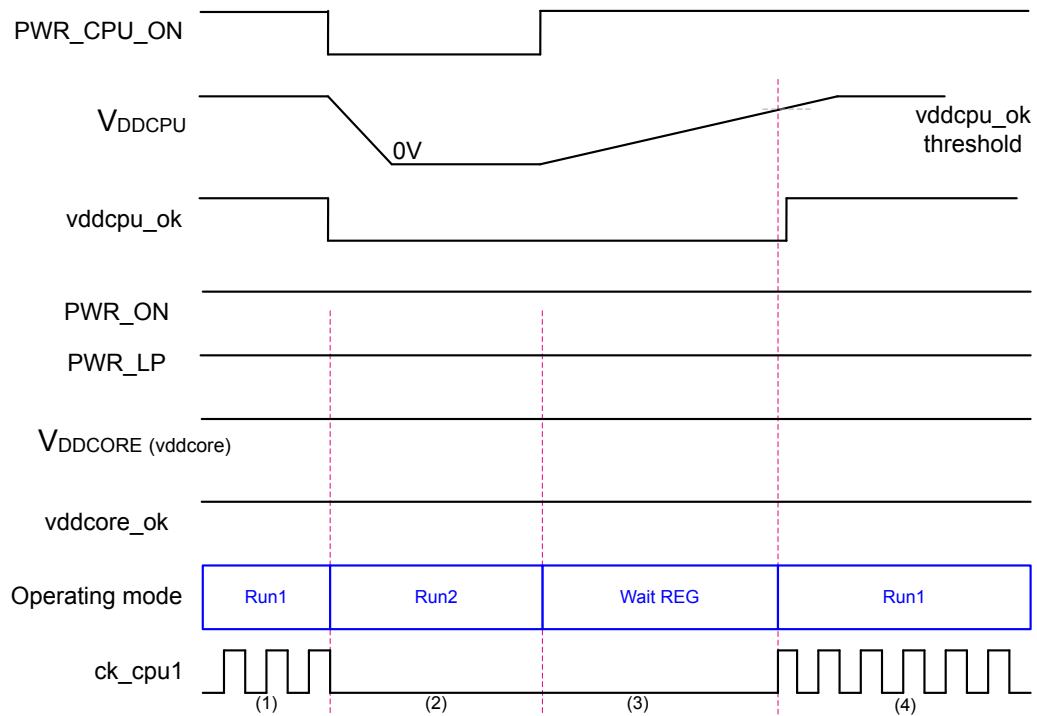 PWR_CPU_ON
VDDCPU
0V
vddcpu_ok
threshold
vddcpu_ok
PWR_ON
PWR_LP
VDDCORE (vddcore)
vddcore_ok
Operating mode
Run1
Run2
Wait REG
Run1
ck_cpu1
(1)
(2)
(3)
(4)